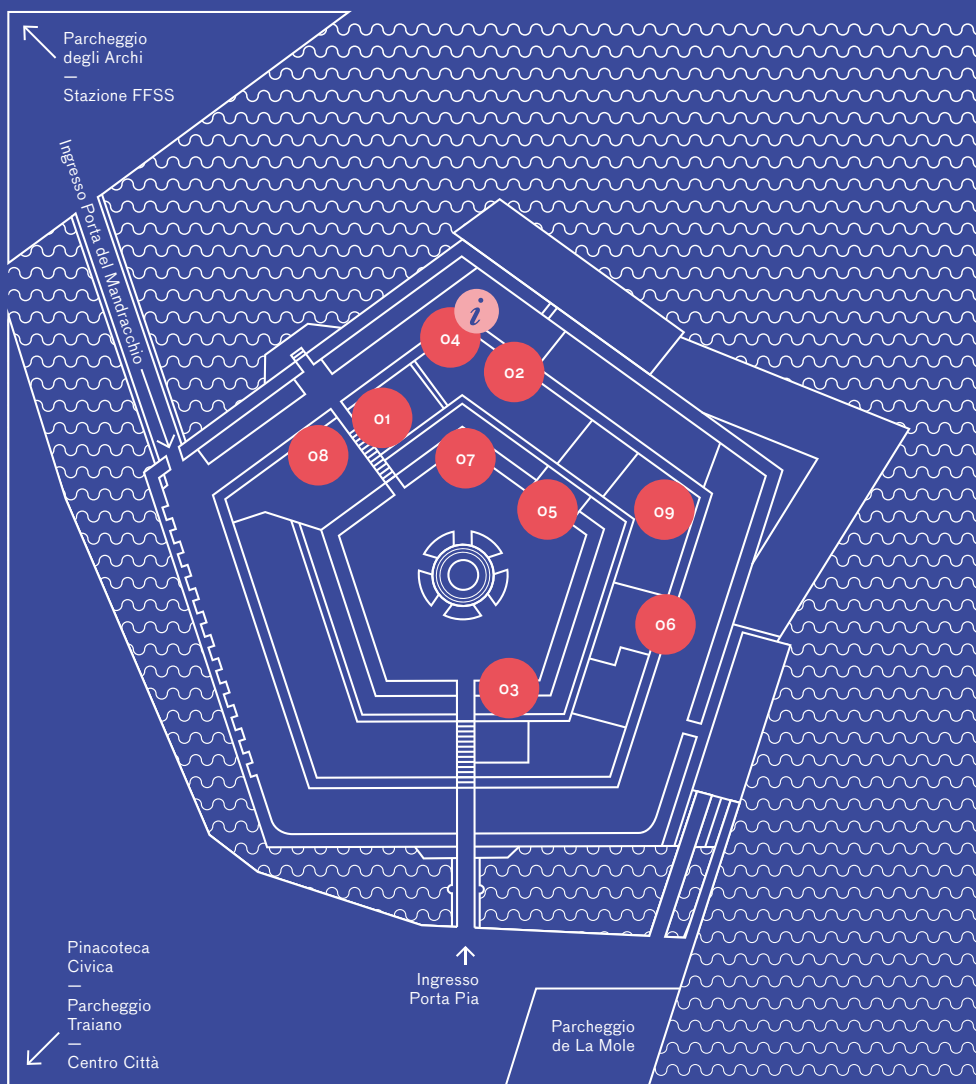 Parcheggio
degli Archi
—
Stazione FFSS
Ingresso Porta del Mandracchio
i
04
02
01
08
07
05
09
06
03
Pinacoteca
Civica
—
Parcheggio
Traiano
—
Centro Città
Ingresso
Porta Pia
Parcheggio
de La Mole